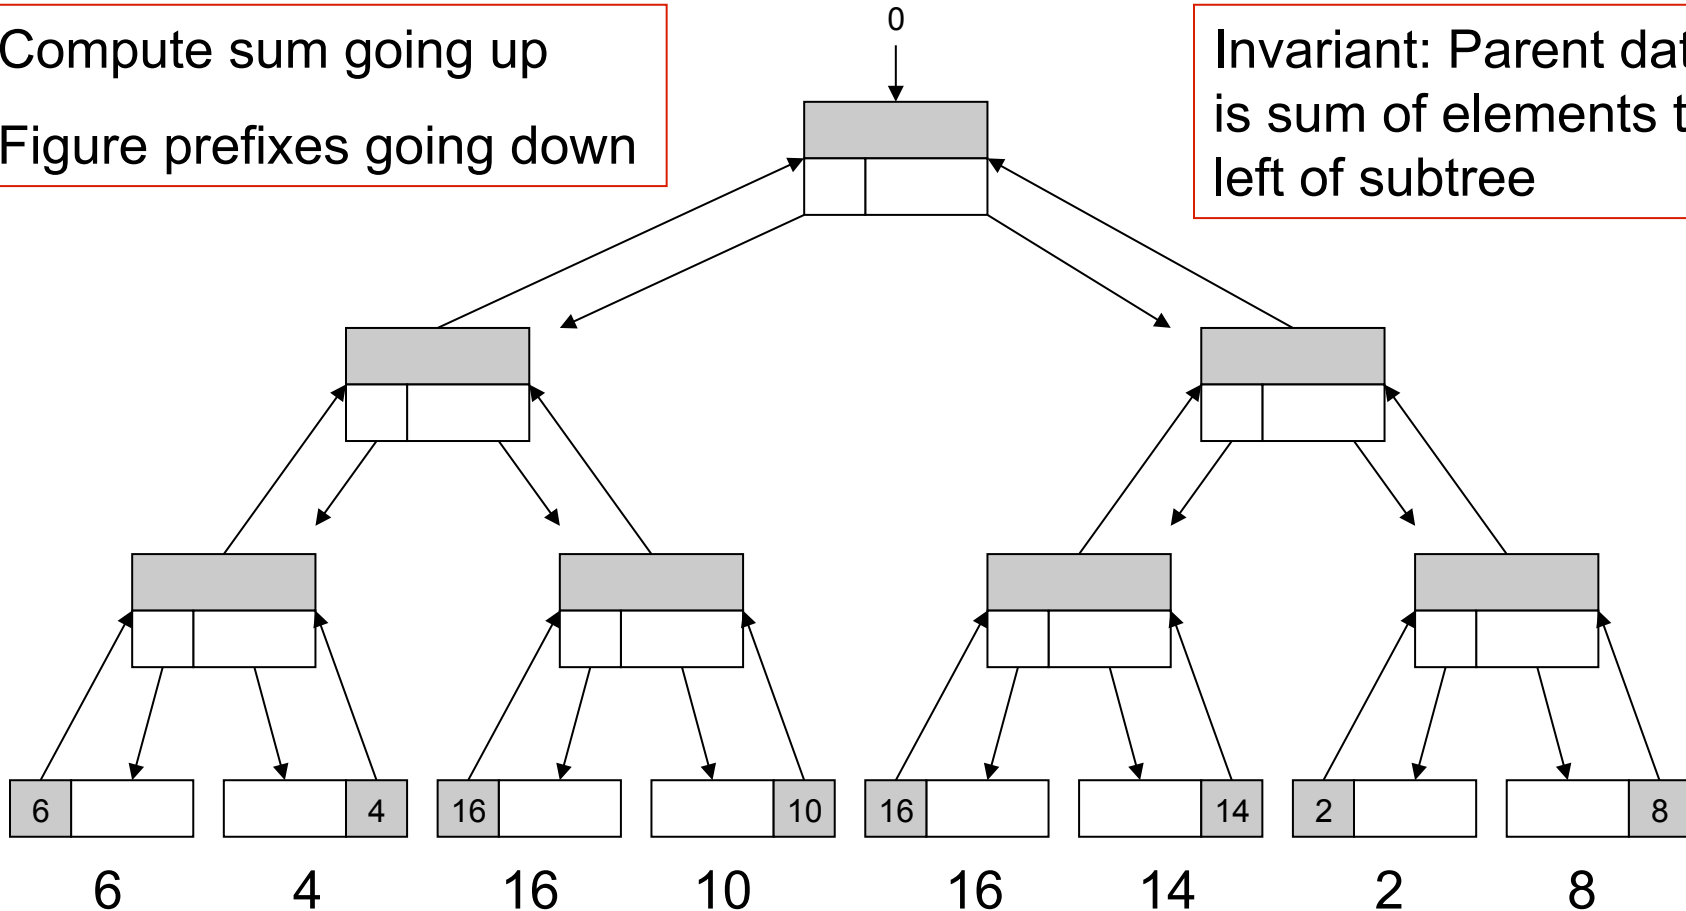 Compute sum going up
Figure prefixes going down
0
Invariant: Parent dat
is sum of elements t
left of subtree
6 4 16 10 16 14 2 8
6 4 16 10 16 14 2 8